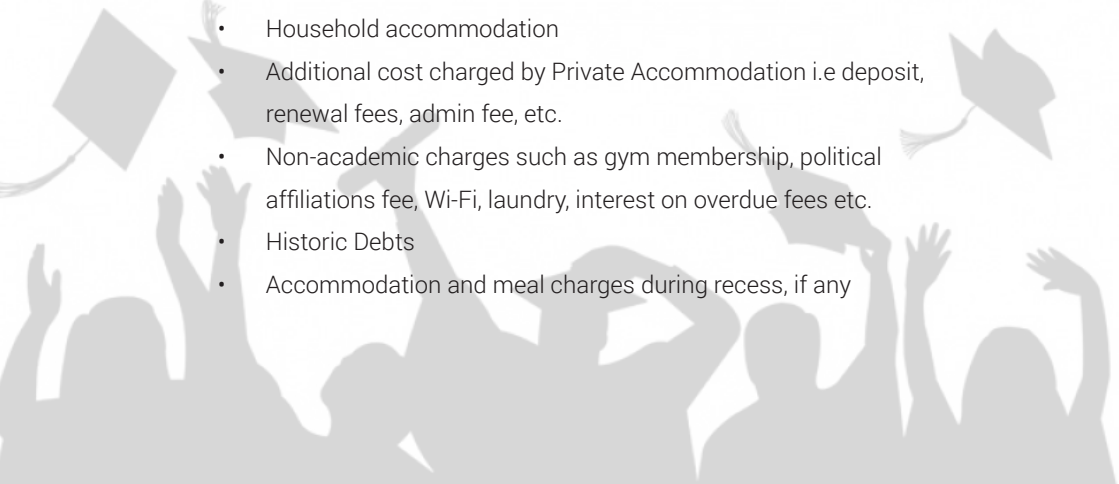 • Household accommodation
• Additional cost charged by Private Accommodation i.e deposit,
renewal fees, admin fee, etc.
• Non-academic charges such as gym membership, political
affiliations fee, Wi-Fi, laundry, interest on overdue fees etc.
• Historic Debts
• Accommodation and meal charges during recess, if any